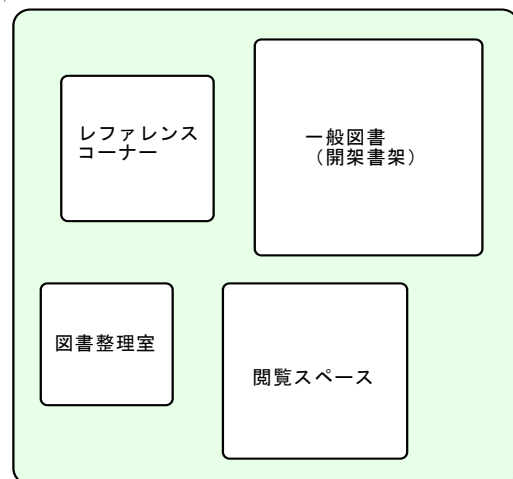 レファレンス
コーナー
一般図書
（開架書架）
図書整理室
閲覧スペース